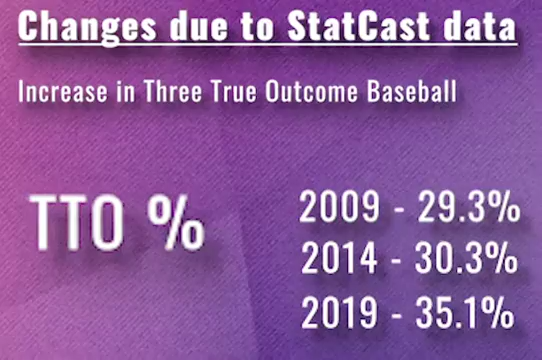 Changes due to StatCast data
Increase in Three True Outcome Baseball
TTO %
2009 - 29.3%
2014 - 30.3%
2019 - 35.1%